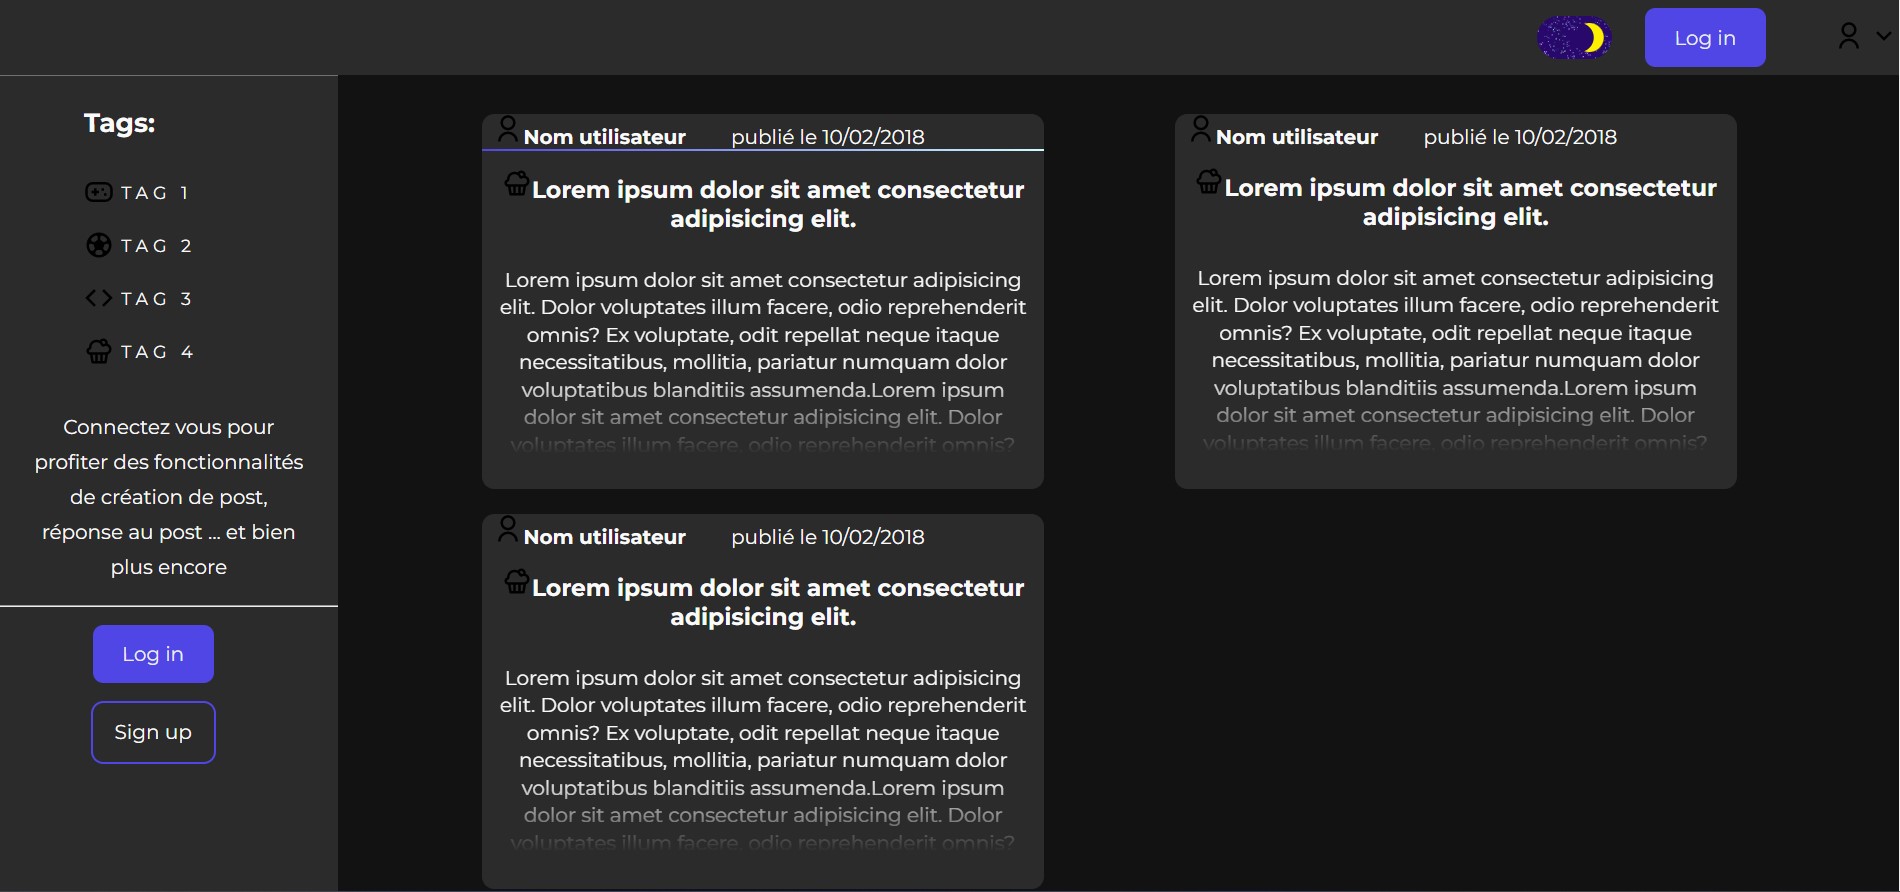 Log in
Tags:
TAG 1
TAG 2
TAG 3
TAG 4
Connectez vous pour
profiter des fonctionnalités
de création de post,
réponse au post ... et bien
plus encore
Log in
Sign up
Nom utilisateur publié le 10/02/2018
Lorem ipsum dolor sit amet consectetur
adipisicing elit.
Lorem ipsum dolor sit amet consectetur adipisicing
elit. Dolor voluptates illum facere, odio reprehenderit
omnis? Ex voluptate, odit repellat neque itaque
necessitatibus, mollitia, pariatur numquam dolor
voluptatibus blanditiis assumenda.Lorem ipsum
dolor sit amet consectetur adipisicing elit. Dolor
voluptates illum facere, odio reprehenderit omnis?
Nom utilisateur publié le 10/02/2018
Lorem ipsum dolor sit amet consectetur
adipisicing elit.
Lorem ipsum dolor sit amet consectetur adipisicing
elit. Dolor voluptates illum facere, odio reprehenderit
omnis? Ex voluptate, odit repellat neque itaque
necessitatibus, mollitia, pariatur numquam dolor
voluptatibus blanditiis assumenda.Lorem ipsum
dolor sit amet consectetur adipisicing elit. Dolor
voluptates illum facere, odio reprehenderit omnis?
Nom utilisateur publié le 10/02/2018
Lorem ipsum dolor sit amet consectetur
adipisicing elit.
Lorem ipsum dolor sit amet consectetur adipisicing
elit. Dolor voluptates illum facere, odio reprehenderit
omnis? Ex voluptate, odit repellat neque itaque
necessitatibus, mollitia, pariatur numquam dolor
voluptatibus blanditiis assumenda.Lorem ipsum
dolor sit amet consectetur adipisicing elit. Dolor
voluptates illum facere, odio reprehenderit omnis?